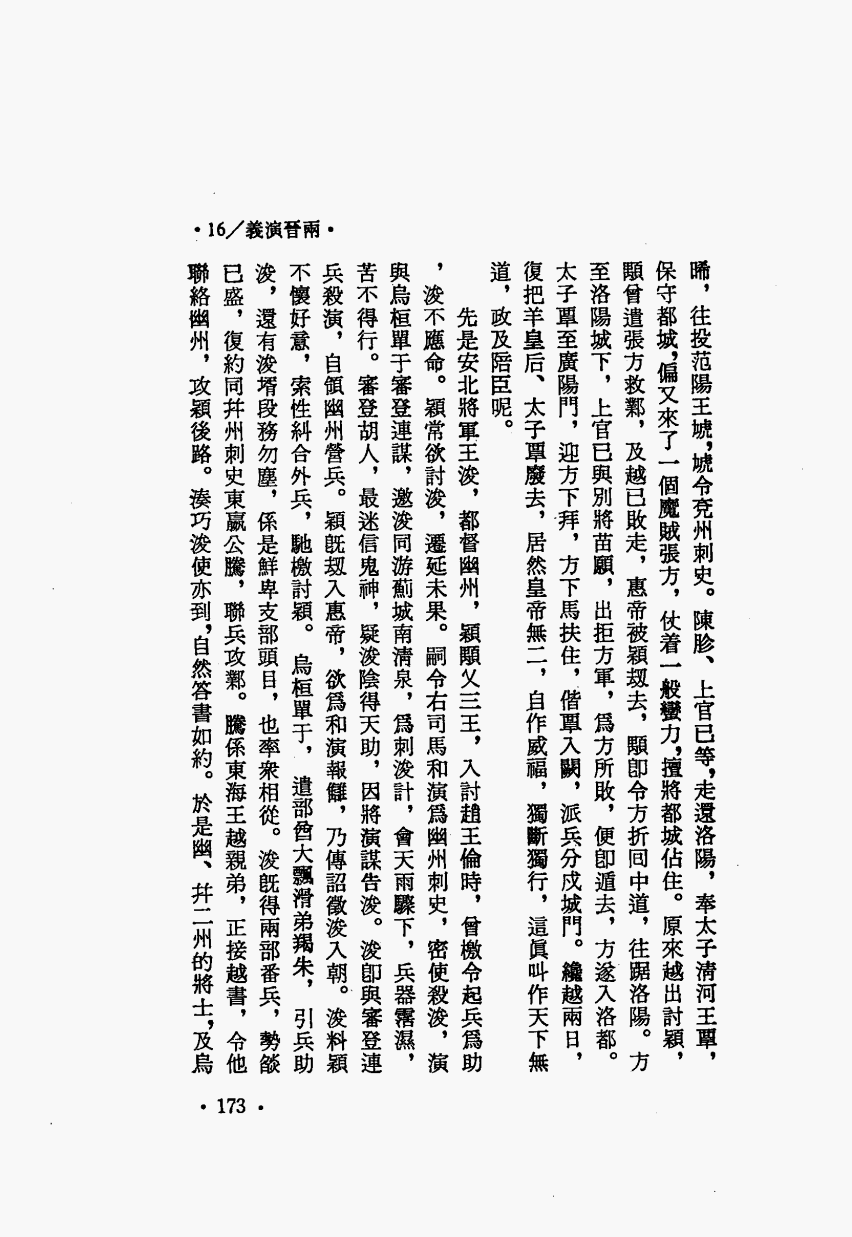 •16／義演晉兩•
晞，往投范陽王虓，虓令兗州刺史。陳眕、上官已等，走還洛陽，奉太子清河王覃，
保守都城，偏又來了一個魔賊張方，仗着一般蠻力，擅將都城佔住。原來越出討穎，
顒曾遣張方救鄴，及越已敗走，惠帝被穎刼去，顒卽令方折囘中道，往踞洛陽。方
至洛陽城下，上官已與別將苗願，出拒方軍，爲方所敗，便卽遁去，方遂入洛都。
太子覃至廣陽門，迎方下拜，方下馬扶住，偕覃入闕，派兵分戍城門。纔越兩日，
復把羊皇后、太子覃廢去，居然皇帝無二，自作威福，獨斷獨行，這眞叫作天下無
道，政及陪臣呢。
先是安北將軍王浚，都督幽州，穎顒乂三王，入討趙王倫時，曾檄令起兵爲助
，浚不應命。穎常欲討浚，遷延未果。嗣令右司馬和演爲幽州刺史，密使殺浚，演
與烏桓單于審登連謀，邀浚同游薊城南清泉，爲刺浚計，會天雨驟下，兵器霑濕，
苦不得行。審登胡人，最迷信鬼神，疑浚陰得天助，因將演謀告浚。浚卽與審登連
兵殺演，自領幽州營兵。穎旣刼入惠帝，欲爲和演報讎，乃傳詔徵浚入朝。浚料穎
不懷好意，索性糾合外兵，馳檄討穎。烏桓單于，遣部酋大飄滑弟羯朱，引兵助
浚，還有浚壻段務勿塵，係是鮮卑支部頭目，也率衆相從。浚旣得兩部番兵，勢燄
已盛，復約同幷州刺史東嬴公騰，聯兵攻鄴。騰係東海王越親弟，正接越書，令他
聯絡幽州，攻穎後路。湊巧浚使亦到，自然答書如約。於是幽、幷二州的將士，及烏
•173•